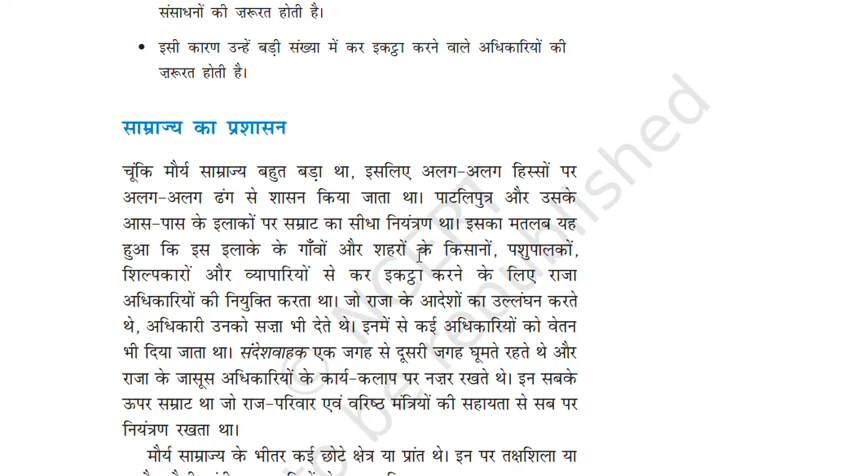 संसाधनों की ज़रूरत होती है।
• इसी कारण उन्हें बड़ी संख्या में कर इकट्ठा करने वाले अधिकारियों की
ज़रूरत होती है।
साम्राज्य का प्रशासन
चूंकि मौर्य साम्राज्य बहुत बड़ा था, इसलिए अलग-अलग हिस्सों पर
अलग-अलग ढंग से शासन किया जाता था। पाटलिपुत्र और उसके
आस-पास के इलाकों पर सम्राट का सीधा नियंत्रण था। इसका मतलब यह
हुआ कि इस इलाके के गाँवों और शहरों के किसानों, पशुपालकों,
शिल्पकारों और व्यापारियों से कर इकट्ठा करने के लिए राजा
अधिकारियों की नियुक्ति करता था। जो राजा के आदेशों का उल्लंघन करते
थे, अधिकारी उनको सज़ा भी देते थे। इनमें से कई अधिकारियों को वेतन
भी दिया जाता था। संदेशवाहक एक जगह से दूसरी जगह घूमते रहते थे और
राजा के जासूस अधिकारियों के कार्य-कलाप पर नज़र रखते थे। इन सबके
ऊपर सम्राट था जो राज-परिवार एवं वरिष्ठ मंत्रियों की सहायता से सब पर
नियंत्रण रखता था।
मौर्य साम्राज्य के भीतर कई छोटे क्षेत्र या प्रांत थे। इन पर तक्षशिला या
© NCERT
to be republished